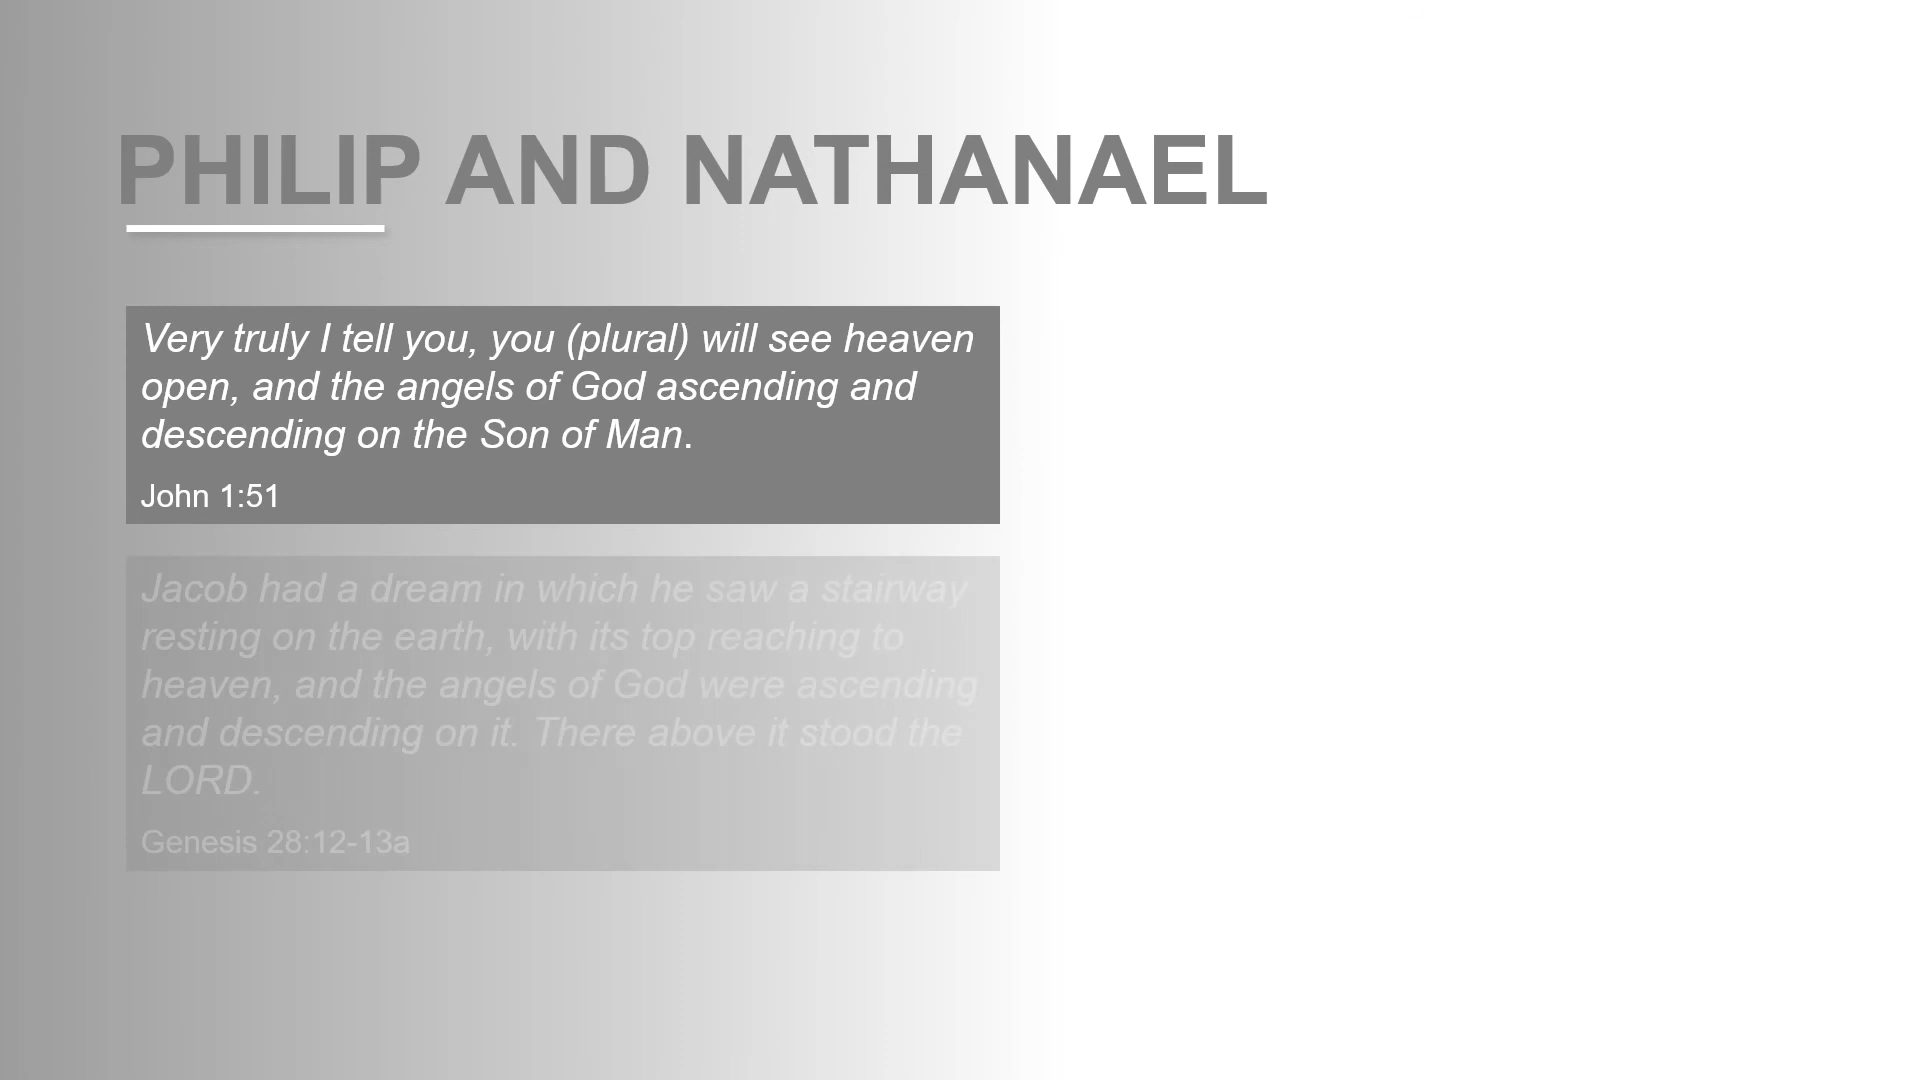 PHILIP AND NATHANAEL
Very truly I tell you, you (plural) will see heaven
open, and the angels of God ascending and
descending on the Son of Man.
John 1:51
Jacob had a dream in which he saw a stairway
resting on the earth, with its top reaching to
heaven, and the angels of God were ascending
and descending on it. There above it stood the
LORD.
Genesis 28:12-13a